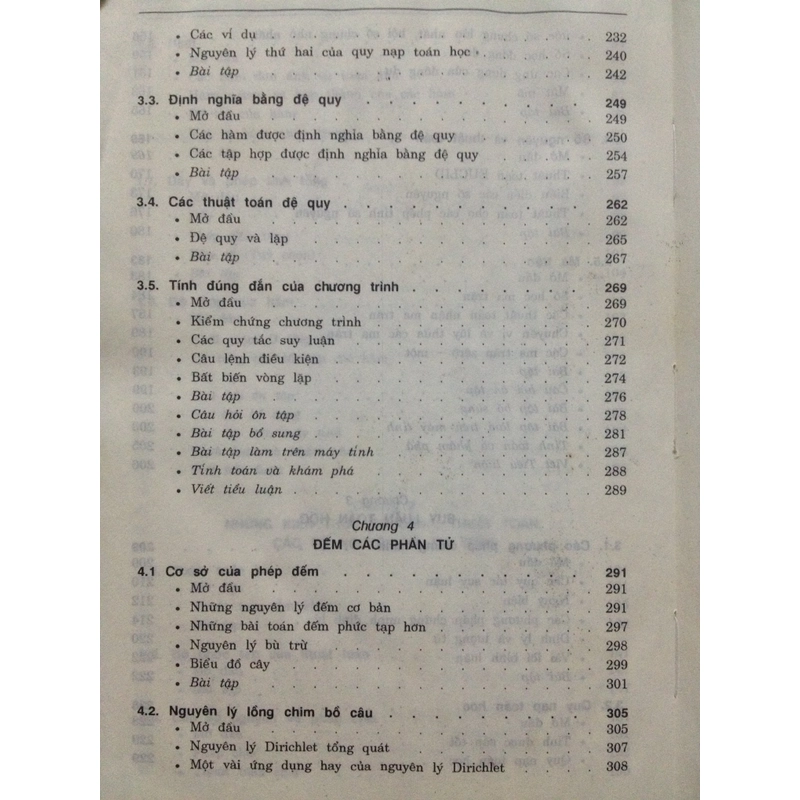 • Các ví dụ . . . . . . . . . . . . . . . . 232
• Nguyên lý thứ hai của quy nạp toán học . . . . . . . . 240
• Bài tập . . . . . . . . . . . . . . . . 242
3.3. Định nghĩa bằng đệ quy . . . . . . . . . . . . 249
• Mở đầu . . . . . . . . . . . . . . . . 249
• Các hàm được định nghĩa bằng đệ quy . . . . . . . . 250
• Các tập hợp được định nghĩa bằng đệ quy . . . . . . . 254
• Bài tập . . . . . . . . . . . . . . . . 257
3.4. Các thuật toán đệ quy . . . . . . . . . . . . 262
• Mở đầu . . . . . . . . . . . . . . . . 262
• Đệ quy và lặp . . . . . . . . . . . . . . 265
• Bài tập . . . . . . . . . . . . . . . . 267
3.5. Tính đúng đắn của chương trình . . . . . . . . . 269
• Mở đầu . . . . . . . . . . . . . . . . 269
• Kiểm chứng chương trình . . . . . . . . . . . 270
• Các quy tắc suy luận . . . . . . . . . . . . 271
• Câu lệnh điều kiện . . . . . . . . . . . . . 272
• Bất biến vòng lặp . . . . . . . . . . . . . 274
• Bài tập . . . . . . . . . . . . . . . . 276
• Câu hỏi ôn tập . . . . . . . . . . . . . . 278
• Bài tập bổ sung . . . . . . . . . . . . . . 281
• Bài tập làm trên máy tính . . . . . . . . . . . 287
• Tính toán và khám phá . . . . . . . . . . . . 288
• Viết tiểu luận . . . . . . . . . . . . . . 289
Chương 4
ĐẾM CÁC PHẦN TỬ
4.1 Cơ sở của phép đếm . . . . . . . . . . . . . 291
• Mở đầu . . . . . . . . . . . . . . . . 291
• Những nguyên lý đếm cơ bản . . . . . . . . . . 291
• Những bài toán đếm phức tạp hơn . . . . . . . . . 297
• Nguyên lý bù trừ . . . . . . . . . . . . . 298
• Biểu đồ cây . . . . . . . . . . . . . . . 299
• Bài tập . . . . . . . . . . . . . . . . 301
4.2. Nguyên lý lồng chim bồ câu . . . . . . . . . . 305
• Mở đầu . . . . . . . . . . . . . . . . 305
• Nguyên lý Dirichlet tổng quát . . . . . . . . . . 307
• Một vài ứng dụng hay của nguyên lý Dirichlet . . . . . . 308